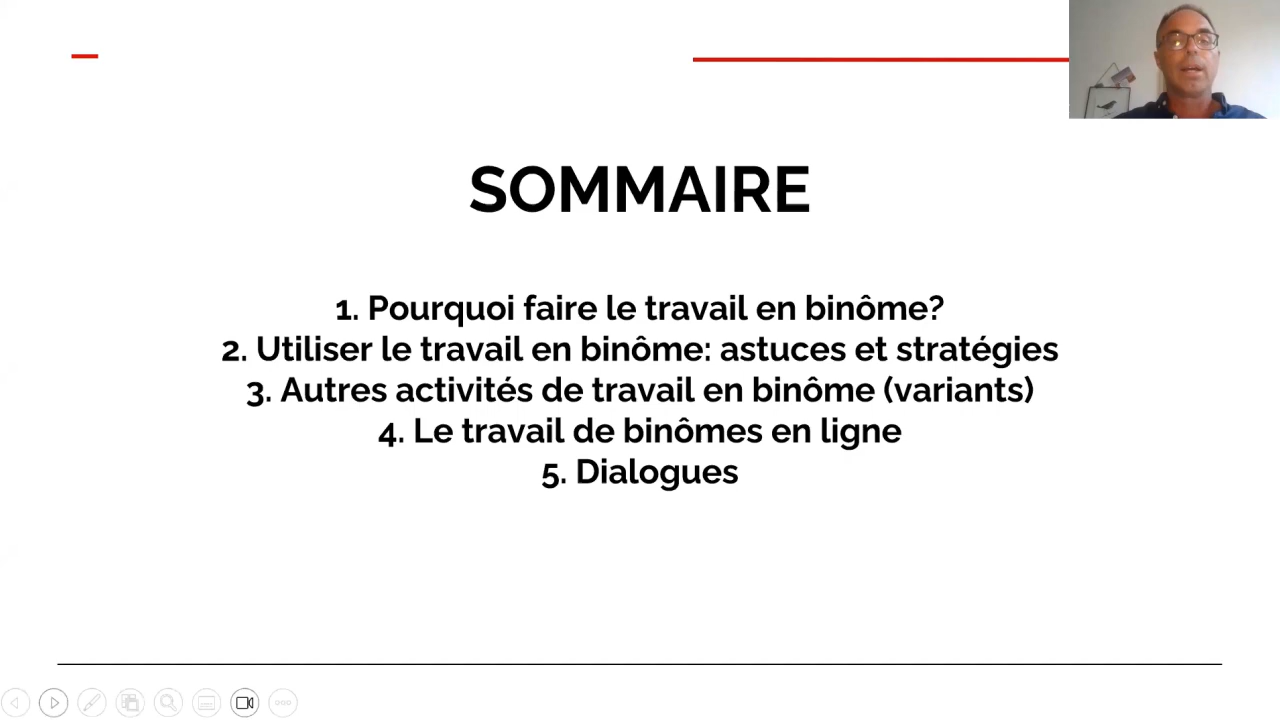 SOMMAIRE
1. Pourquoi faire le travail en binôme?
2. Utiliser le travail en binôme: astuces et stratégies
3. Autres activités de travail en binôme (variants)
4. Le travail de binômes en ligne
5. Dialogues